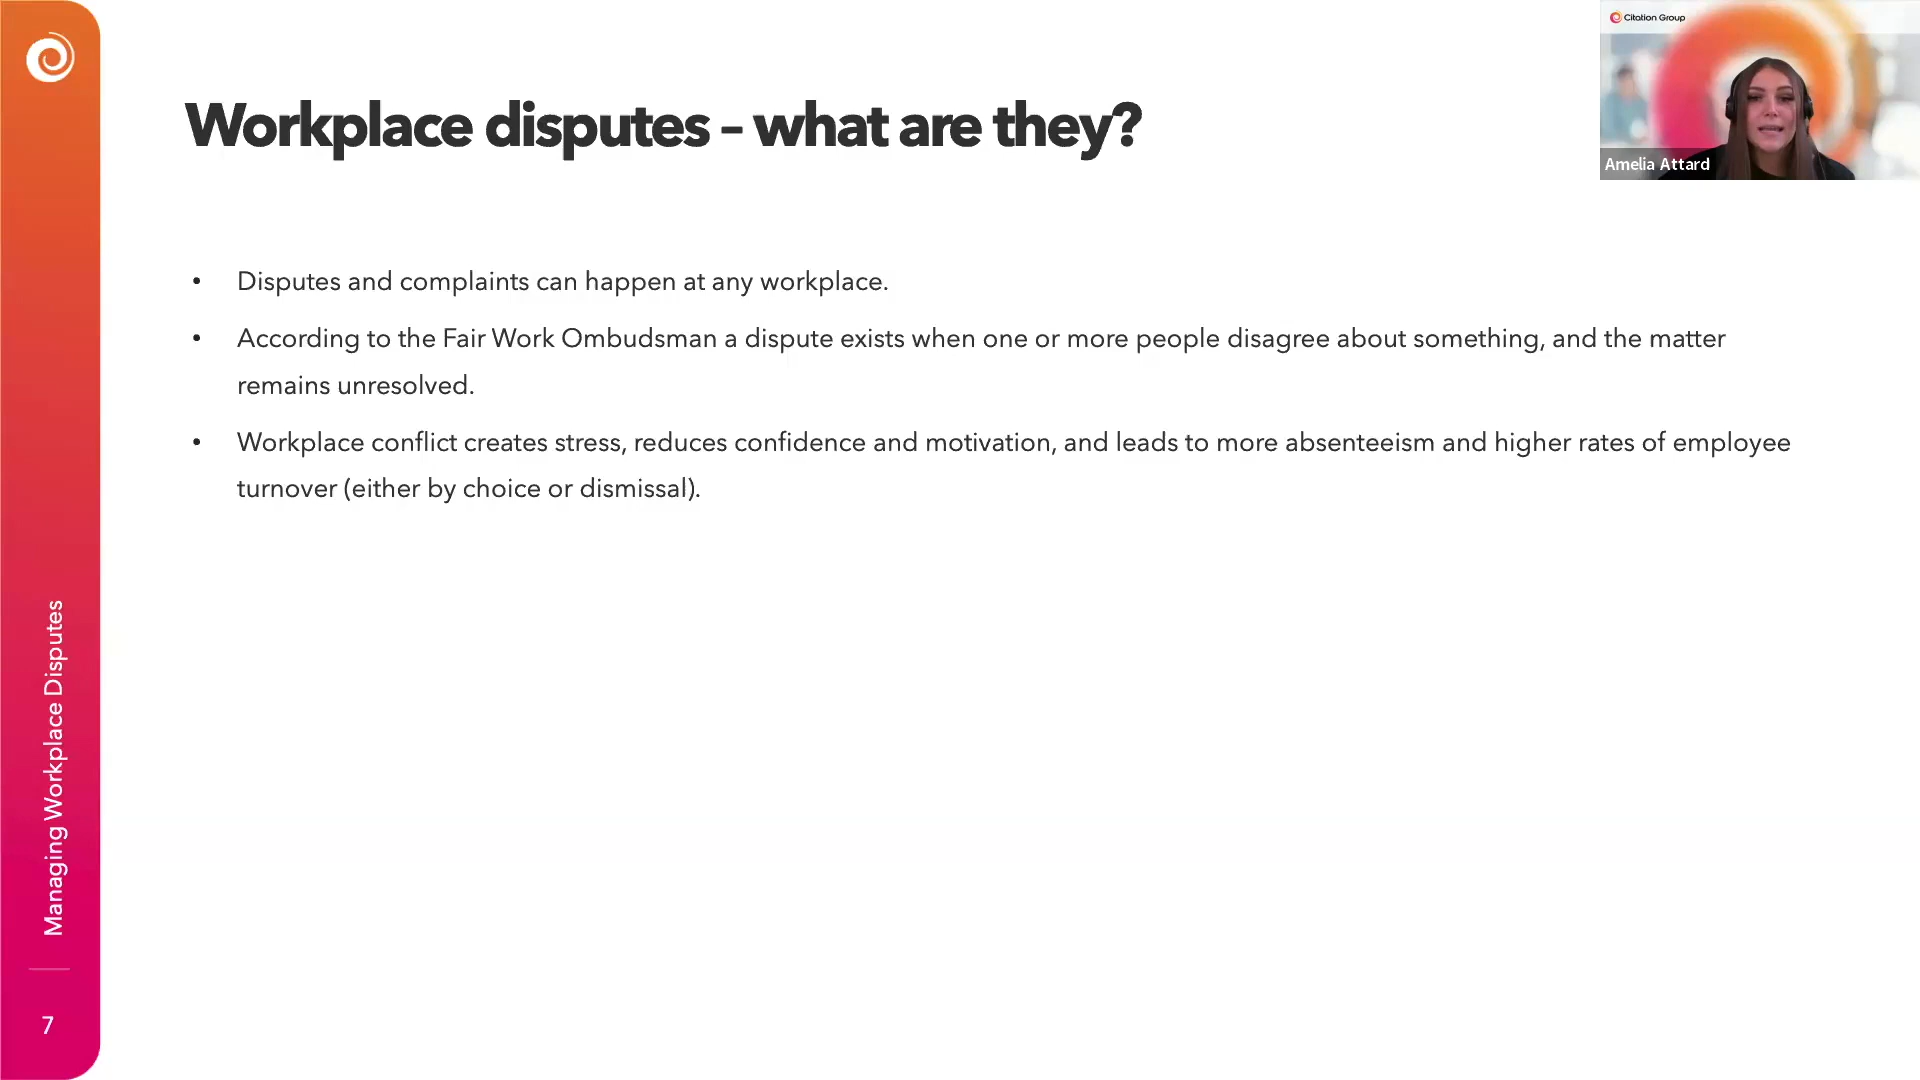 Workplace disputes – what are they?
• Disputes and complaints can happen at any workplace.
• According to the Fair Work Ombudsman a dispute exists when one or more people disagree about something, and the matter
remains unresolved.
• Workplace conflict creates stress, reduces confidence and motivation, and leads to more absenteeism and higher rates of employee
turnover (either by choice or dismissal).
Managing Workplace Disputes
7
Citation Group
Amelia Attard